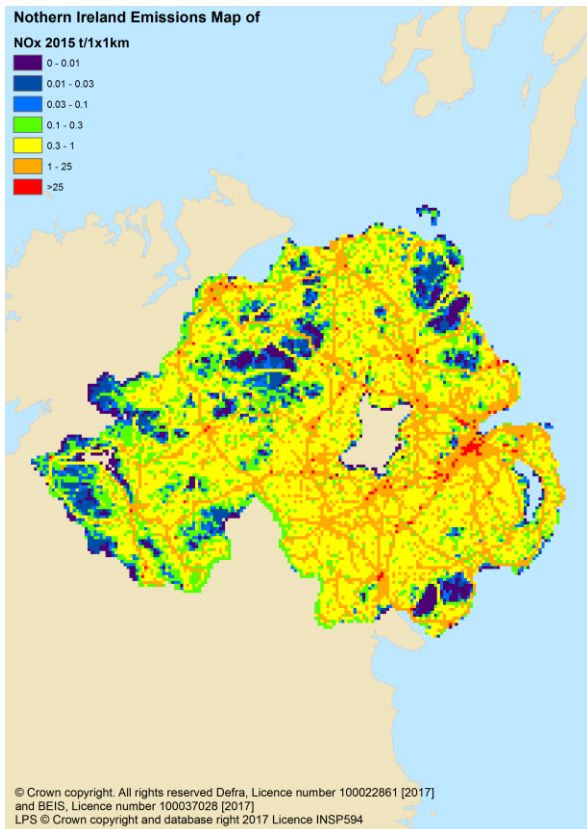 Nothern Ireland Emissions Map of
NOx 2015 t/1x1km
0 - 0.01
0.01 - 0.03
0.03 - 0.1
0.1 - 0.3
0.3 - 1
1 - 25
>25
© Crown copyright. All rights reserved Defra, Licence number 100022861 [2017]
and BEIS, Licence number 100037028 [2017]
LPS © Crown copyright and database right 2017 Licence INSP594